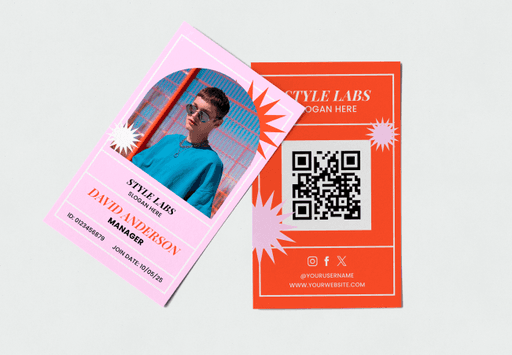 STYLE LABS
SLOGAN HERE
DAVID ANDERSON
MANAGER
ID: 0123456879
JOIN DATE: 10/05/25
STYLE LABS
SLOGAN HERE
@YOURUSERNAME
WWW.YOURWEBSITE.COM